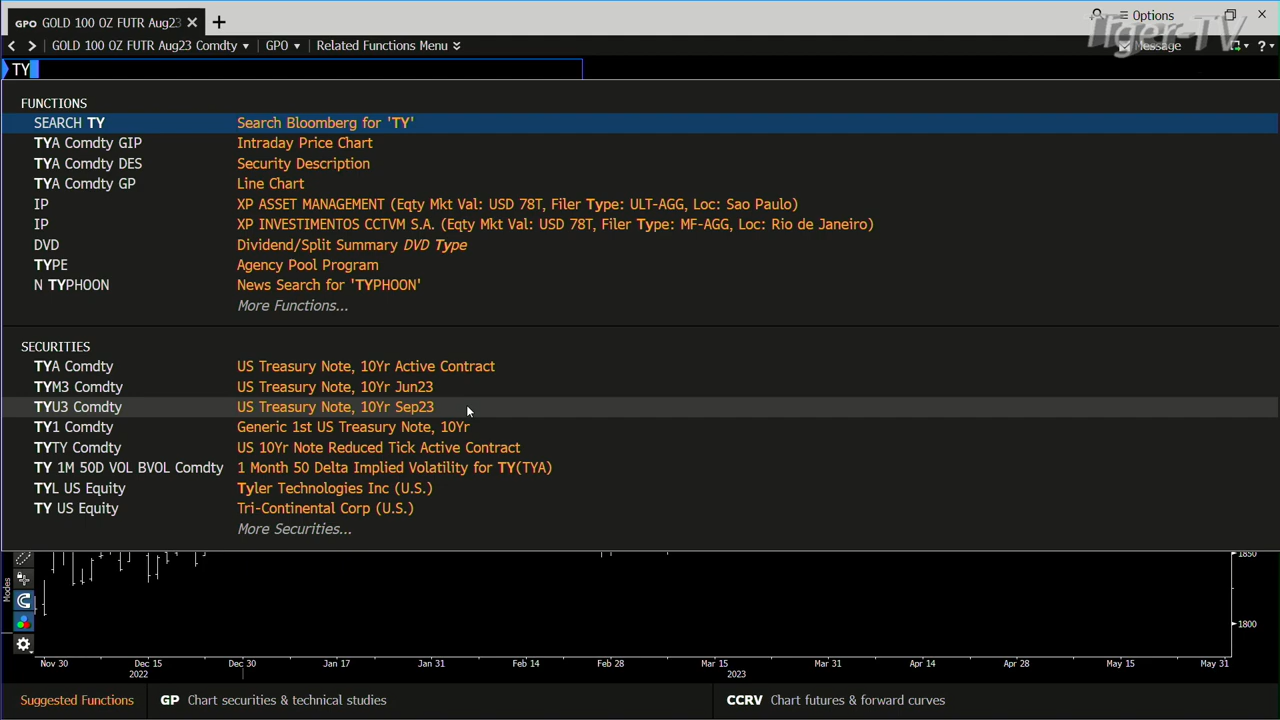 GPO GOLD 100 OZ FUTR Aug23
Options
Tiger-TV
GOLD 100 OZ FUTR Aug23 Comdty GPO Related Functions Menu
Message
TY
FUNCTIONS
SEARCH TY Search Bloomberg for 'TY'
TYA Comdty GIP Intraday Price Chart
TYA Comdty DES Security Description
TYA Comdty GP Line Chart
IP XP ASSET MANAGEMENT (Eqty Mkt Val: USD 78T, Filer Type: ULT-AGG, Loc: Sao Paulo)
IP XP INVESTIMENTOS CCTVM S.A. (Eqty Mkt Val: USD 78T, Filer Type: MF-AGG, Loc: Rio de Janeiro)
DVD Dividend/Split Summary DVD Type
TYPE Agency Pool Program
N TYPHOON News Search for 'TYPHOON'
More Functions...
SECURITIES
TYA Comdty US Treasury Note, 10Yr Active Contract
TYM3 Comdty US Treasury Note, 10Yr Jun23
TYU3 Comdty US Treasury Note, 10Yr Sep23
TY1 Comdty Generic 1st US Treasury Note, 10Yr
TYTY Comdty US 10Yr Note Reduced Tick Active Contract
TY 1M 50D VOL BVOL Comdty 1 Month 50 Delta Implied Volatility for TY(TYA)
TYL US Equity Tyler Technologies Inc (U.S.)
TY US Equity Tri-Continental Corp (U.S.)
More Securities...
1850
Modes
1800
Nov 30 Dec 15 Dec 30 Jan 17 Jan 31 Feb 14 Feb 28 Mar 15 Mar 31 Apr 14 Apr 28 May 15 May 31
2022 2023
Suggested Functions GP Chart securities & technical studies CCRV Chart futures & forward curves